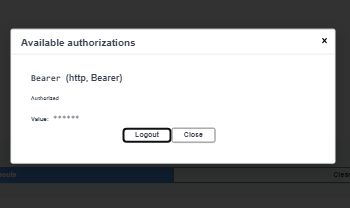 Available authorizations
x
Bearer (http, Bearer)
Authorized
Value: ******
Logout Close